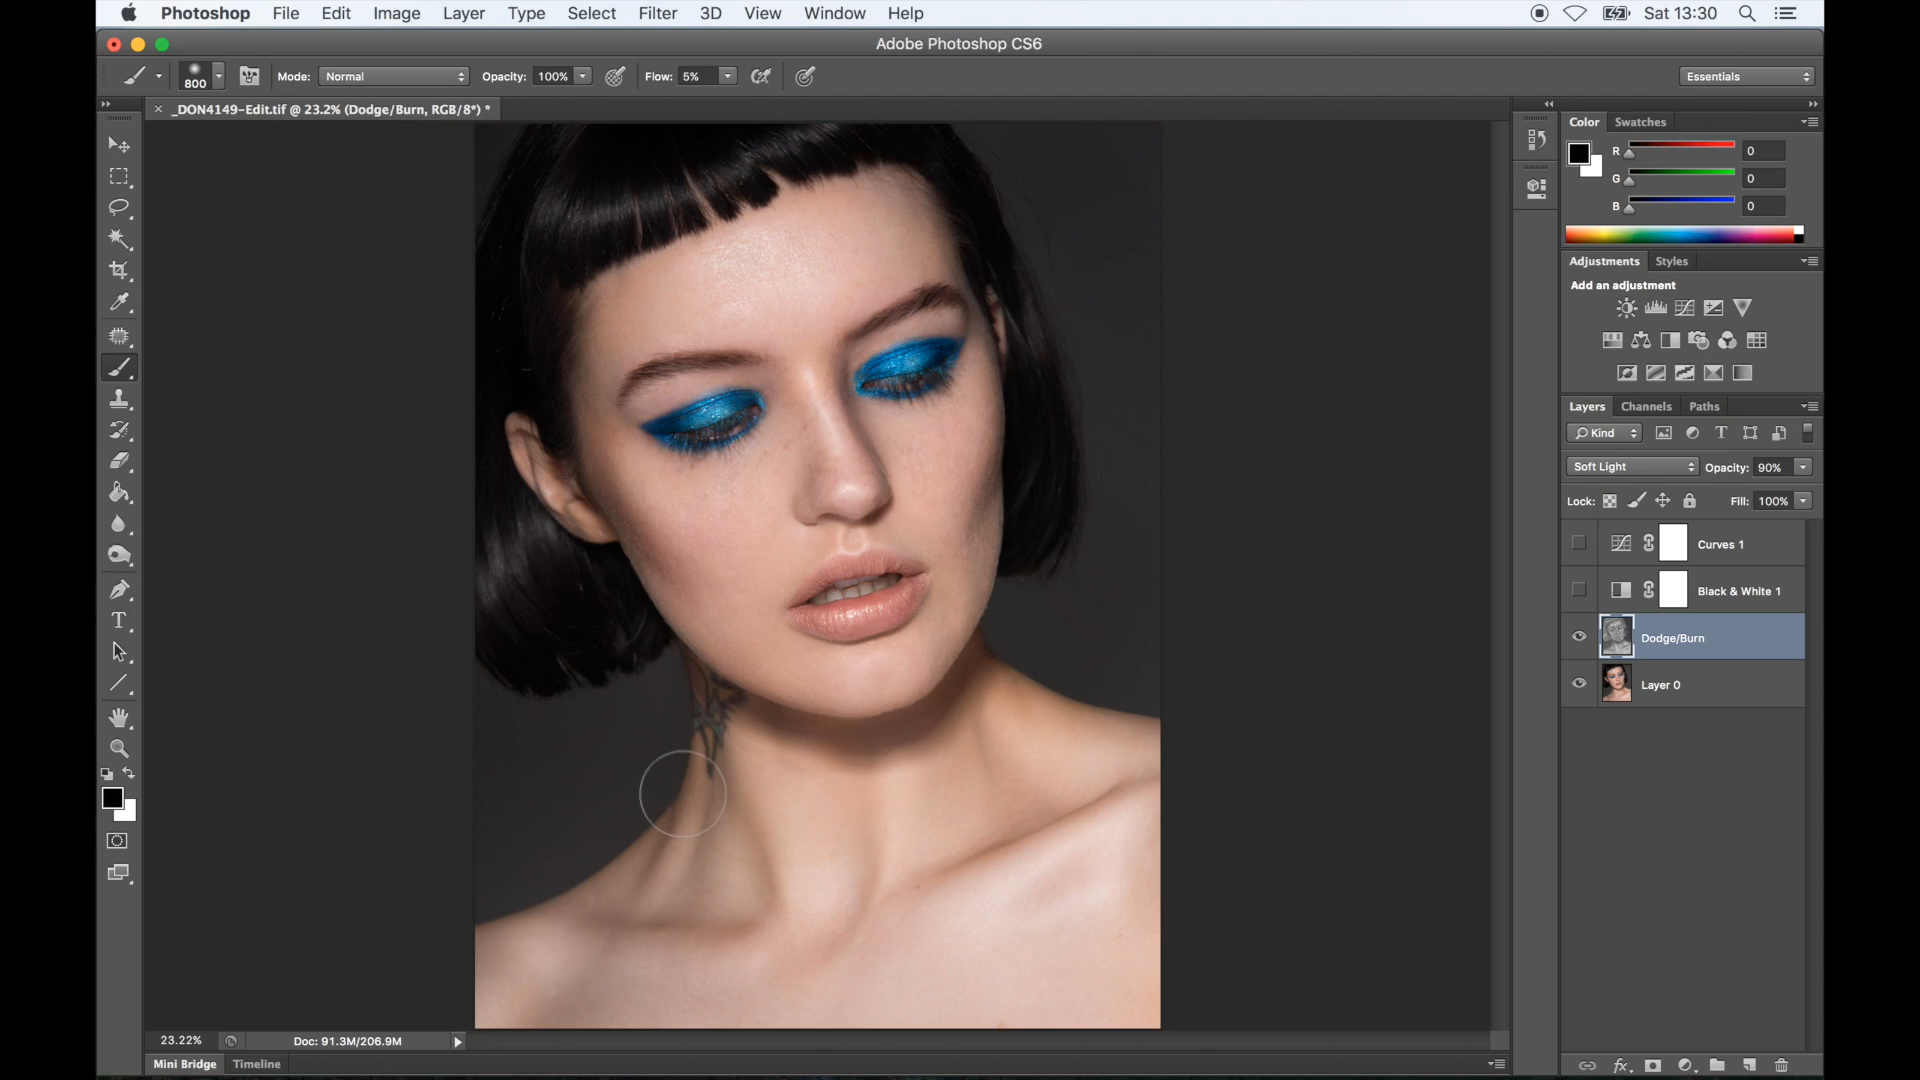 Photoshop File Edit Image Layer Type Select Filter 3D View Window Help Sat 13:30
Adobe Photoshop CS6
800 Mode: Normal Opacity: 100% Flow: 5% Essentials
× _DON4149-Edit.tif @ 23.2% (Dodge/Burn, RGB/8*) *
Color Swatches
R 0
G 0
B 0
Adjustments Styles
Add an adjustment
Layers Channels Paths
Kind
Soft Light Opacity: 90%
Lock: Fill: 100%
Curves 1
Black & White 1
Dodge/Burn
Layer 0
23.22% Doc: 91.3M/206.9M
Mini Bridge Timeline